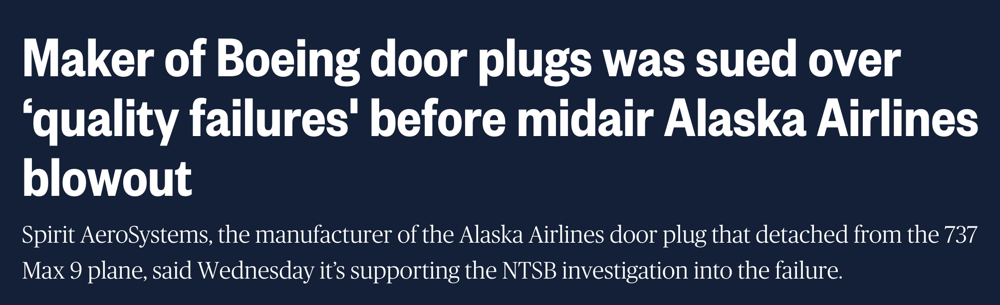 Maker of Boeing door plugs was sued over
‘quality failures' before midair Alaska Airlines
blowout
Spirit AeroSystems, the manufacturer of the Alaska Airlines door plug that detached from the 737
Max 9 plane, said Wednesday it’s supporting the NTSB investigation into the failure.